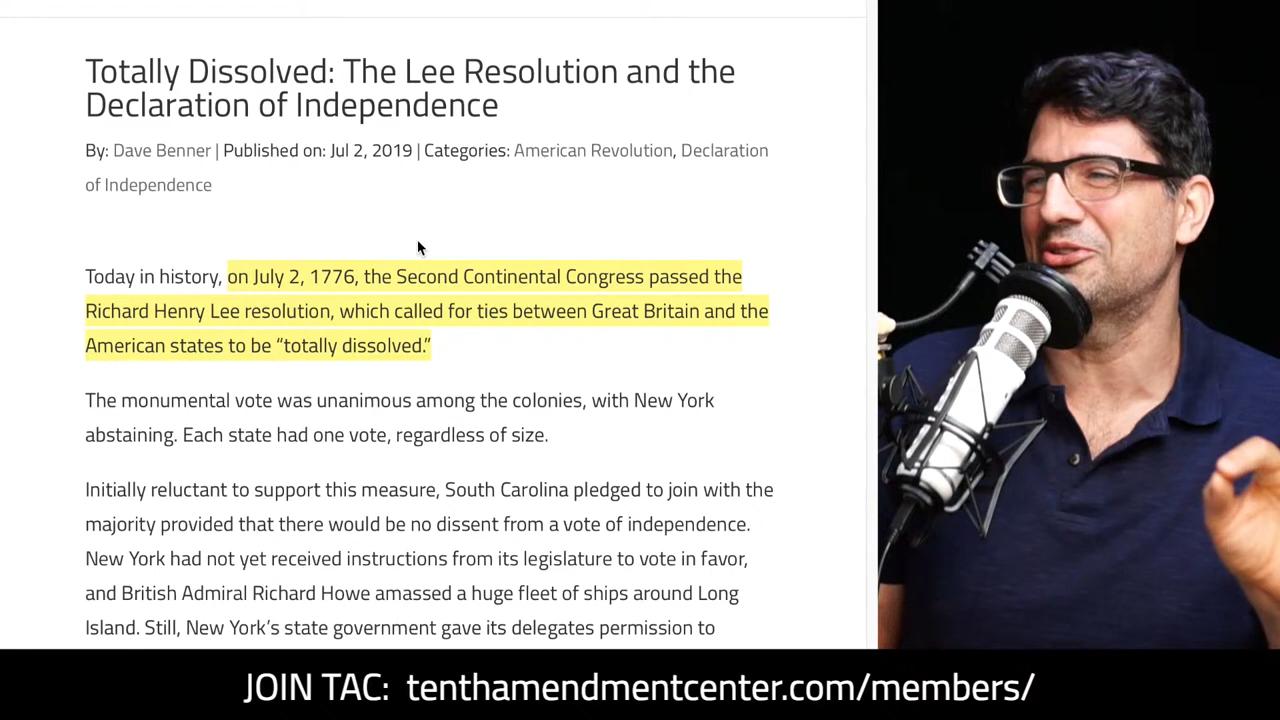 Totally Dissolved: The Lee Resolution and the
Declaration of Independence
By: Dave Benner | Published on: Jul 2, 2019 | Categories: American Revolution, Declaration
of Independence
Today in history, on July 2, 1776, the Second Continental Congress passed the
Richard Henry Lee resolution, which called for ties between Great Britain and the
American states to be “totally dissolved.”
The monumental vote was unanimous among the colonies, with New York
abstaining. Each state had one vote, regardless of size.
Initially reluctant to support this measure, South Carolina pledged to join with the
majority provided that there would be no dissent from a vote of independence.
New York had not yet received instructions from its legislature to vote in favor,
and British Admiral Richard Howe amassed a huge fleet of ships around Long
Island. Still, New York’s state government gave its delegates permission to
JOIN TAC: tenthamendmentcenter.com/members/